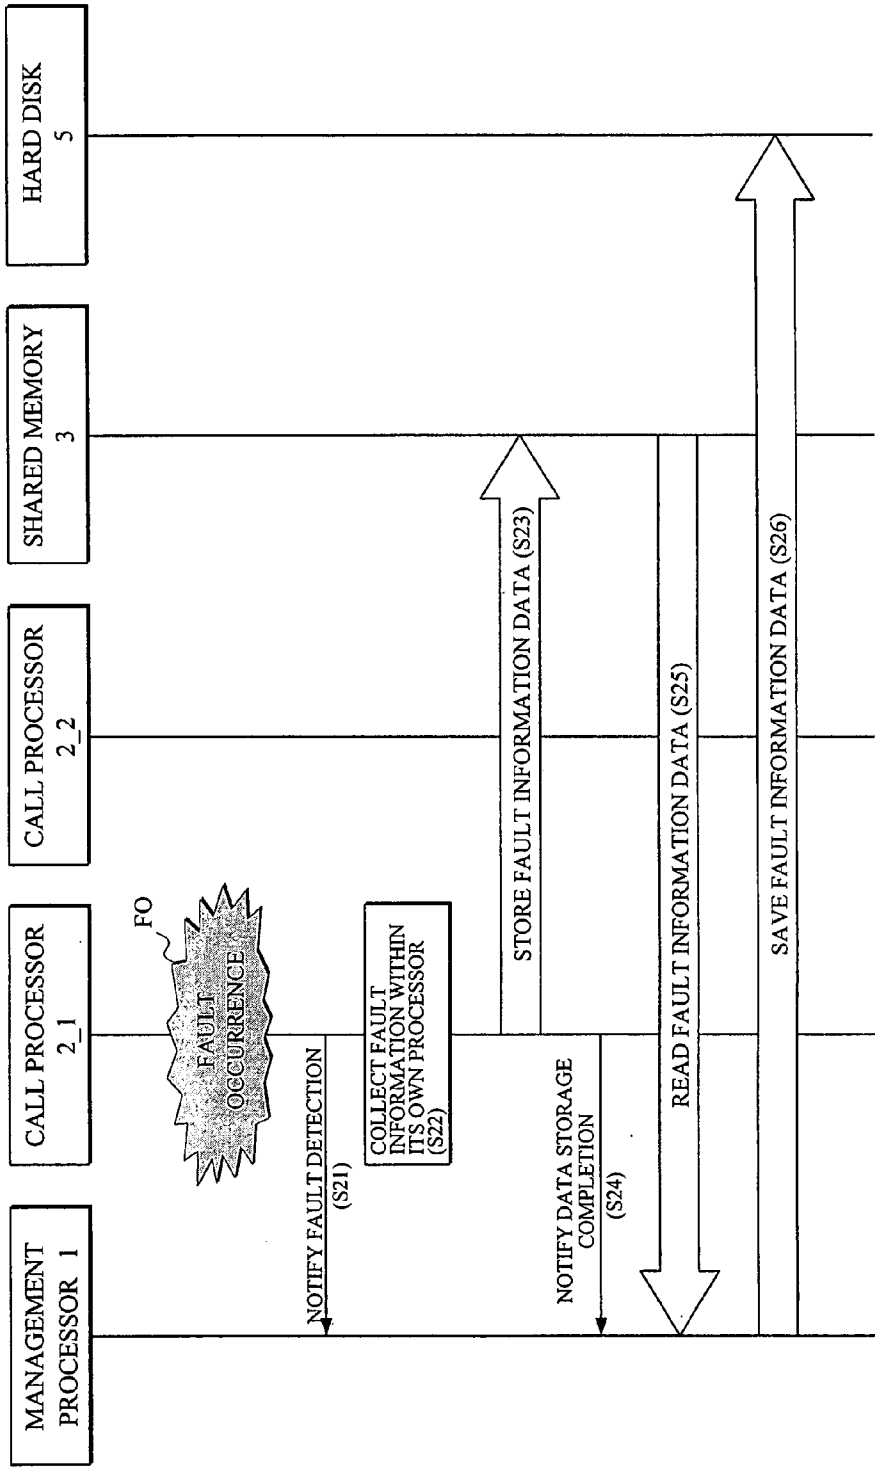 MANAGEMENT
PROCESSOR 1
CALL PROCESSOR
2_1
CALL PROCESSOR
2_2
SHARED MEMORY
3
HARD DISK
5
FO
FAULT
OCCURRENCE
NOTIFY FAULT DETECTION
(S21)
COLLECT FAULT
INFORMATION WITHIN
ITS OWN PROCESSOR
(S22)
STORE FAULT INFORMATION DATA (S23)
NOTIFY DATA STORAGE
COMPLETION
(S24)
READ FAULT INFORMATION DATA (S25)
SAVE FAULT INFORMATION DATA (S26)